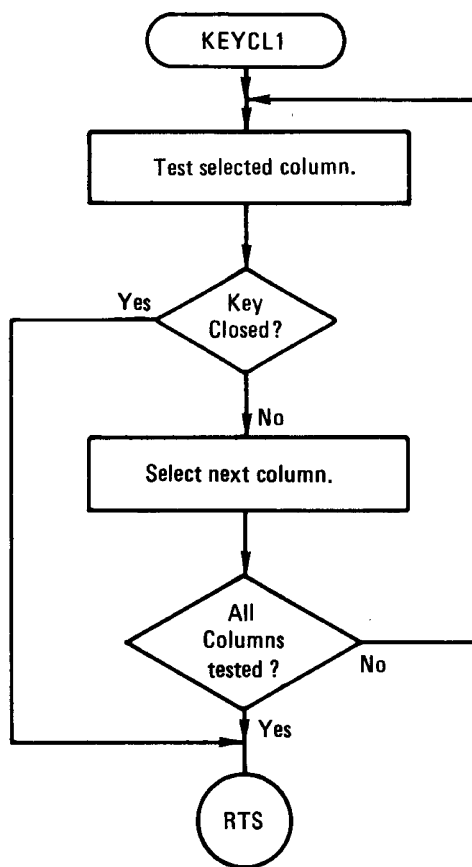 KEYCL1
Test selected column.
Yes
Key
Closed?
No
Select next column.
All
Columns
tested ?
No
Yes
RTS